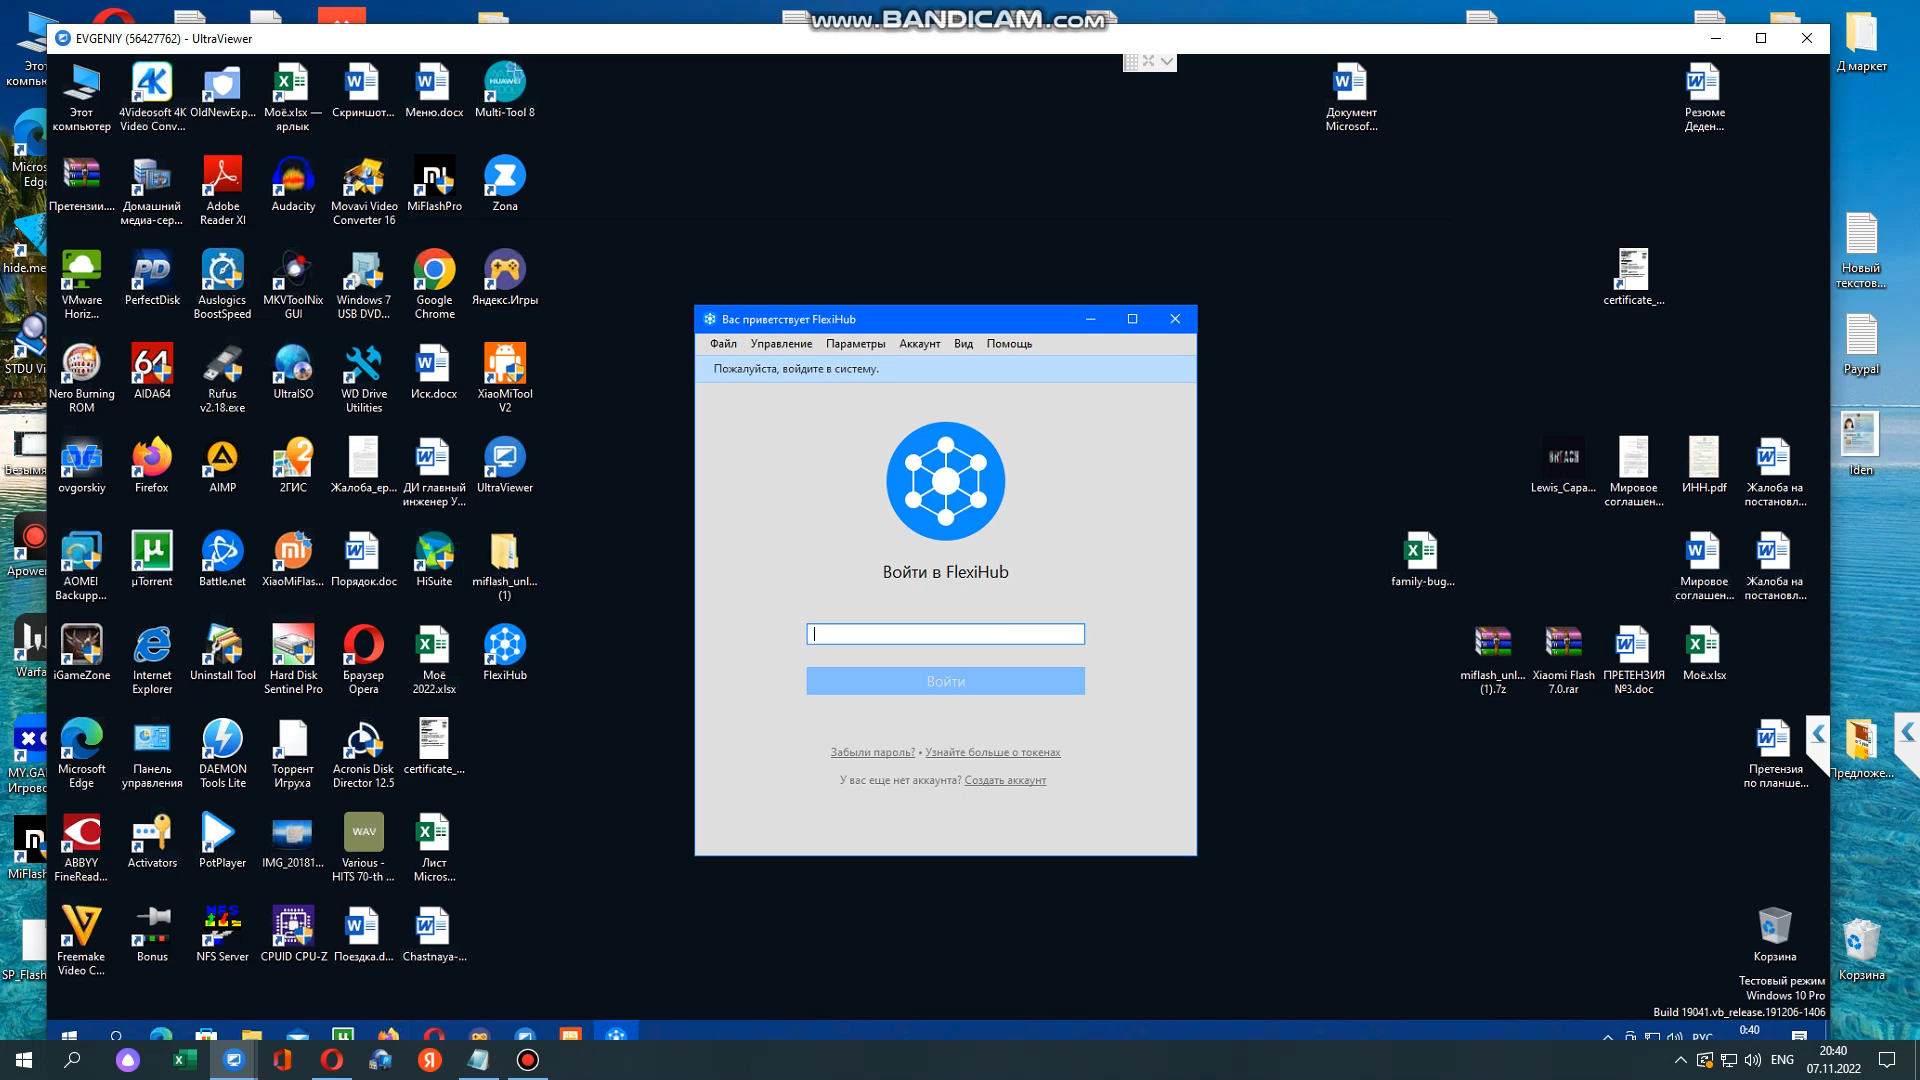 www.BANDICAM.com
EVGENIY (56427762) - UltraViewer
Этот
компьютер
4Videosoft 4K
Video Conv...
OldNewExp...
Моё.xlsx —
ярлык
Скриншот...
Меню.docx
Multi-Tool 8
Документ
Microsof...
Резюме
Деден...
Д маркет
Претензии....
Домашний
медиа-сер...
Adobe
Reader XI
Audacity
Movavi Video
Converter 16
MiFlashPro
Zona
VMware
Horiz...
PerfectDisk
Auslogics
BoostSpeed
MKVToolNix
GUI
Windows 7
USB DVD...
Google
Chrome
Яндекс.Игры
certificate_...
Новый
текстов...
Вас приветствует FlexiHub
Файл Управление Параметры Аккаунт Вид Помощь
Пожалуйста, войдите в систему.
Войти в FlexiHub
Войти
Забыли пароль? • Узнайте больше о токенах
У вас еще нет аккаунта? Создать аккаунт
Nero Burning
ROM
AIDA64
Rufus
v2.18.exe
UltraISO
WD Drive
Utilities
Иск.docx
XiaoMiTool
V2
Paypal
ovgorskiy
Firefox
AIMP
2ГИС
Жалоба_ер...
ДИ главный
инженер У...
UltraViewer
Lewis_Capa...
Мировое
соглашен...
ИНН.pdf
Жалоба на
постановл...
Iden
AOMEI
Backupp...
µTorrent
Battle.net
XiaoMiFlas...
Порядок.doc
HiSuite
miflash_unl...
(1)
family-bug...
Мировое
соглашен...
Жалоба на
постановл...
iGameZone
Internet
Explorer
Uninstall Tool
Hard Disk
Sentinel Pro
Браузер
Opera
Моё
2022.xlsx
FlexiHub
miflash_unl...
(1).7z
Xiaomi Flash
7.0.rar
ПРЕТЕНЗИЯ
№3.doc
Моё.xlsx
Microsoft
Edge
Панель
управления
DAEMON
Tools Lite
Торрент
Игруха
Acronis Disk
Director 12.5
certificate_...
Претензия
по планше...
Предложе...
ABBYY
FineRead...
Activators
PotPlayer
IMG_20181...
WAV
Various -
HITS 70-th ...
Лист
Micros...
Freemake
Video C...
Bonus
NFS Server
CPUID CPU-Z
Поездка.d...
Chastnaya-...
Корзина
Корзина
Тестовый режим
Windows 10 Pro
Build 19041.vb_release.191206-1406
РУС
0:40
ENG
20:40
07.11.2022